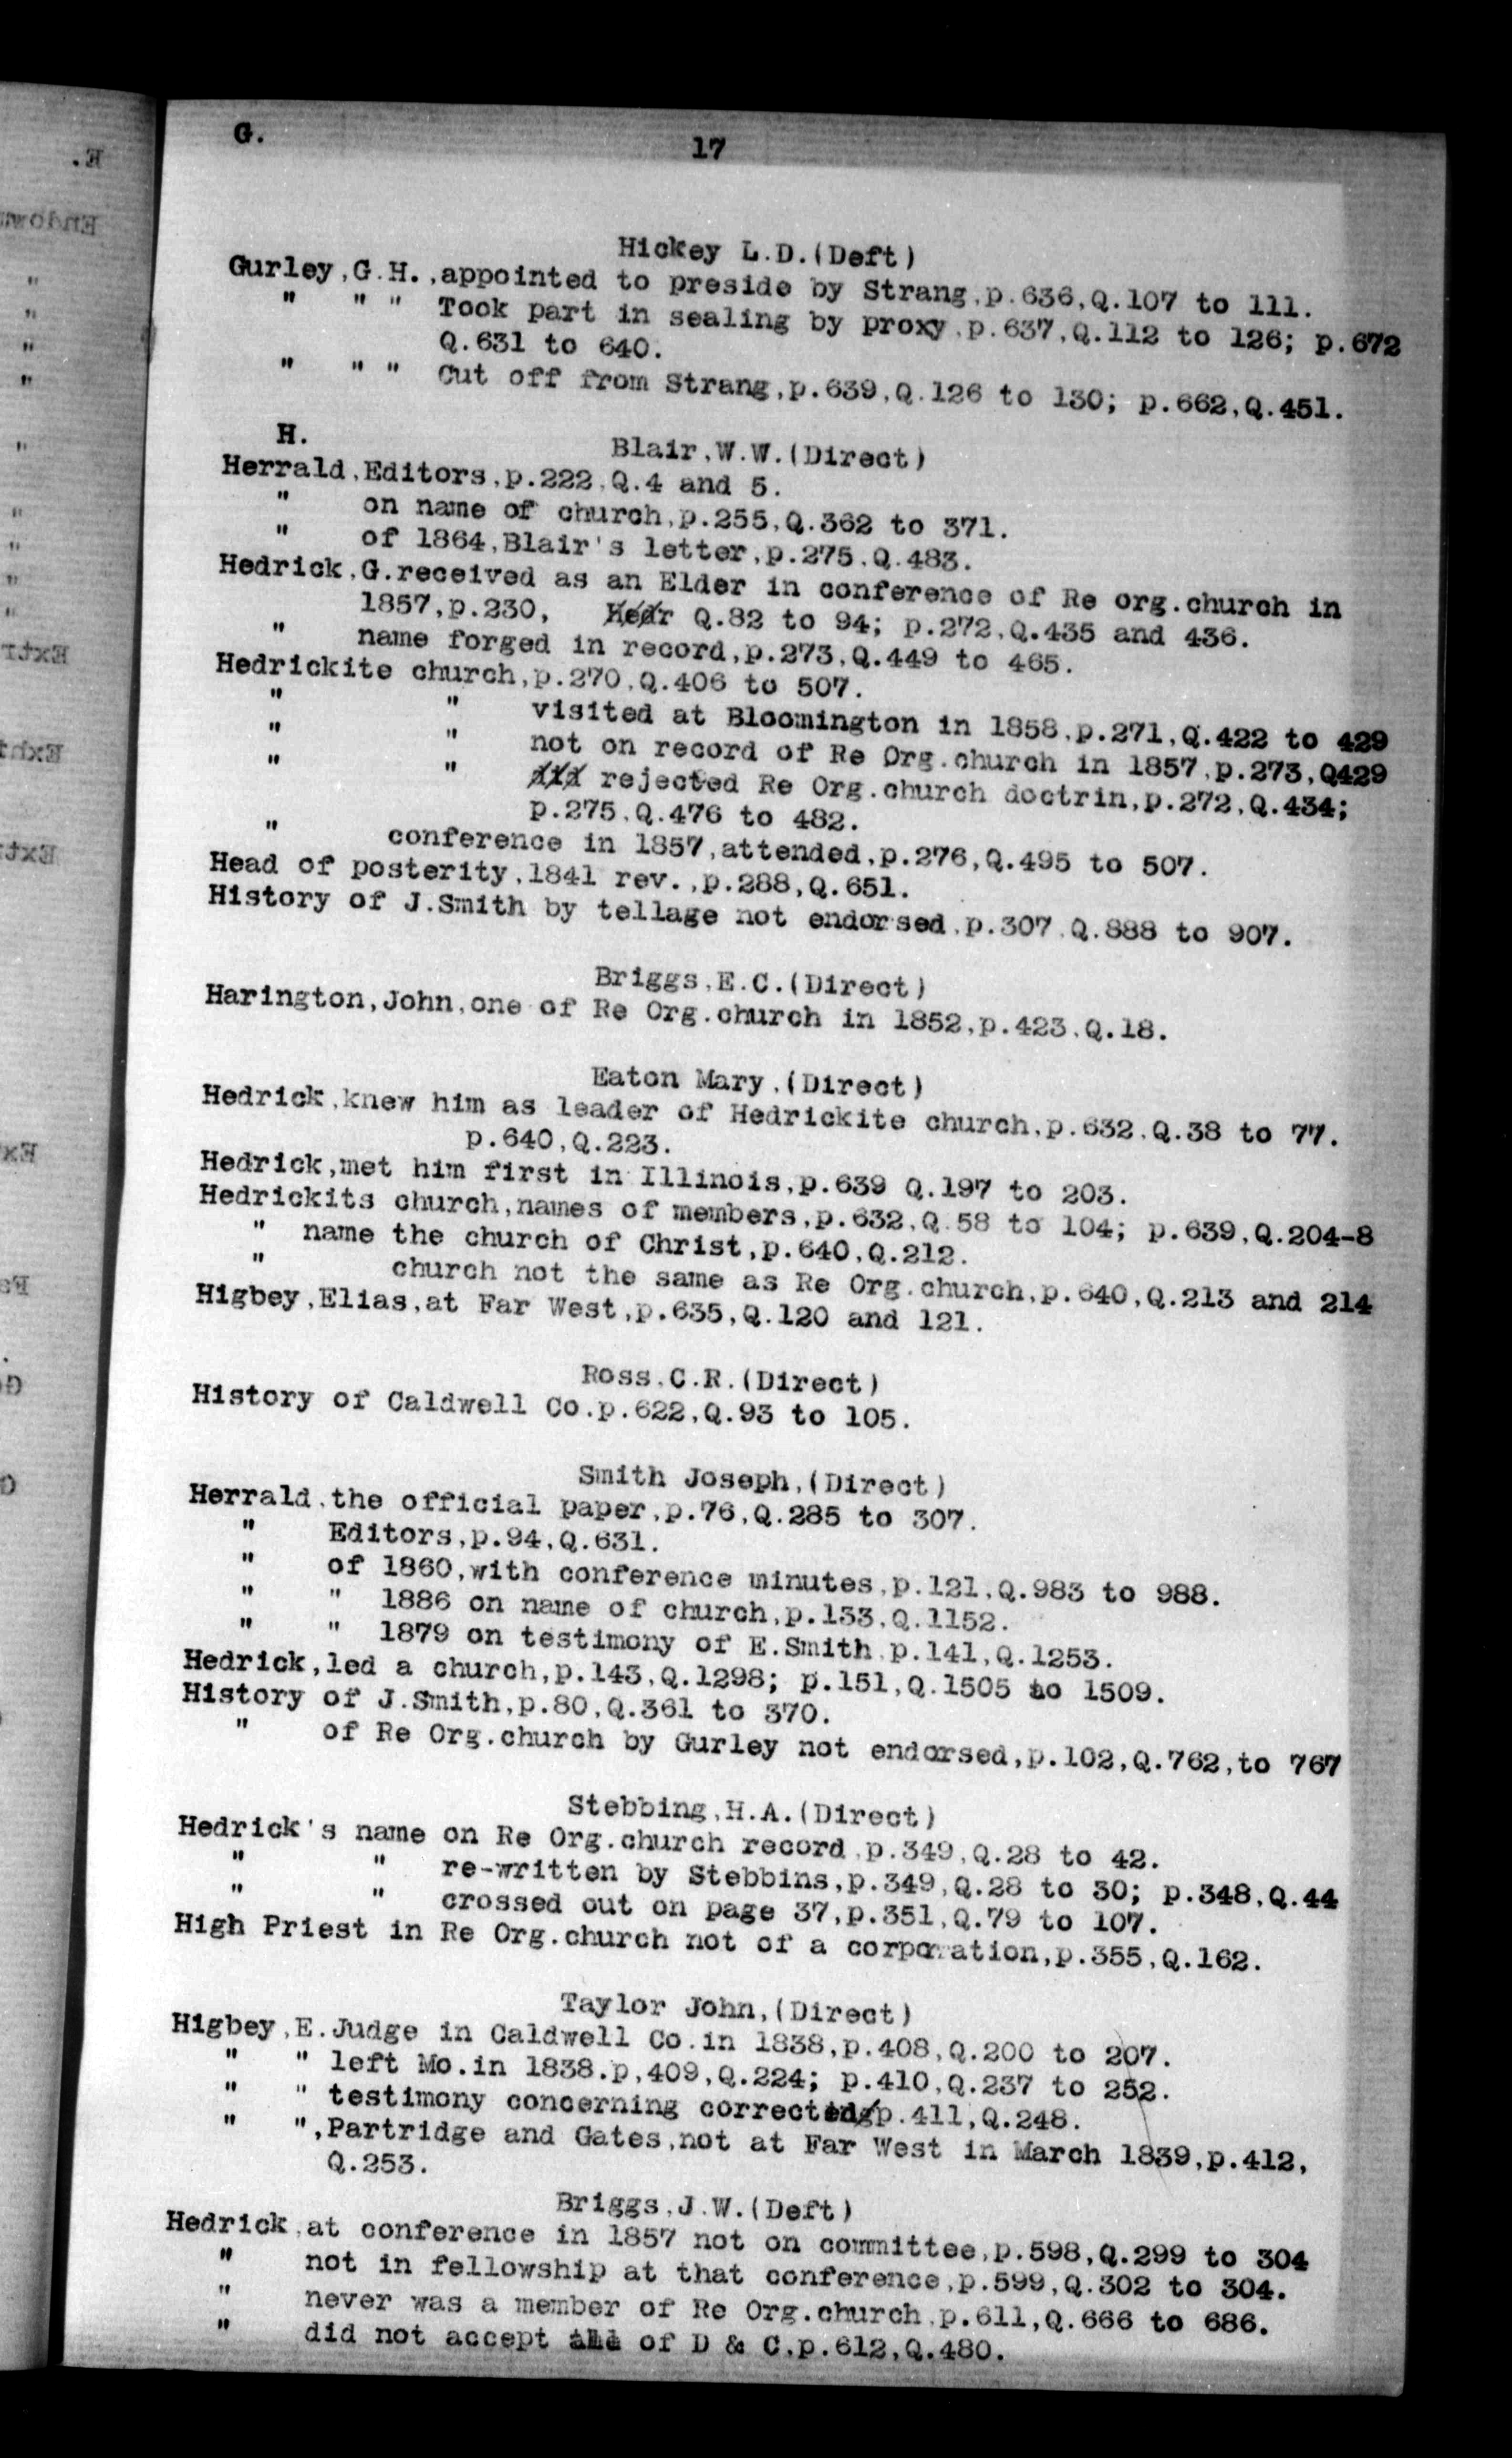 G.
17
Hickey L.D.(Deft)
Gurley,G.H.,appointed to preside by Strang,p.636,Q.107 to 111.
" " " Took part in sealing by proxy,p.637,Q.112 to 126; p.672
Q.631 to 640.
" " " Cut off from Strang,p.639,Q.126 to 130; p.662,Q.451.
H.
Blair,W.W.(Direct)
Herrald,Editors,p.222,Q.4 and 5.
" on name of church,p.255,Q.362 to 371.
" of 1864,Blair's letter,p.275,Q.483.
Hedrick,G.received as an Elder in conference of Re org.church in
1857,p.230, Hedr Q.82 to 94; p.272,Q.435 and 436.
" name forged in record,p.273,Q.449 to 465.
Hedrickite church,p.270,Q.406 to 507.
" " visited at Bloomington in 1858,p.271,Q.422 to 429
" " not on record of Re Org.church in 1857,p.273,Q429
" " rejected Re Org.church doctrin,p.272,Q.434;
p.275,Q.476 to 482.
" conference in 1857,attended,p.276,Q.495 to 507.
Head of posterity,1841 rev.,p.288,Q.651.
History of J.Smith by tellage not endorsed,p.307,Q.888 to 907.
Briggs,E.C.(Direct)
Harington,John,one of Re Org.church in 1852,p.423,Q.18.
Eaton Mary,(Direct)
Hedrick,knew him as leader of Hedrickite church,p.632,Q.38 to 77.
p.640,Q.223.
Hedrick,met him first in Illinois,p.639 Q.197 to 203.
Hedrickits church,names of members,p.632,Q.58 to 104; p.639,Q.204-8
" name the church of Christ,p.640,Q.212.
" church not the same as Re Org.church,p.640,Q.213 and 214
Higbey,Elias,at Far West,p.635,Q.120 and 121.
Ross,C.R.(Direct)
History of Caldwell Co.p.622,Q.93 to 105.
Smith Joseph,(Direct)
Herrald,the official paper,p.76,Q.285 to 307.
" Editors,p.94,Q.631.
" of 1860,with conference minutes,p.121,Q.983 to 988.
" " 1886 on name of church,p.133,Q.1152.
" " 1879 on testimony of E.Smith,p.141,Q.1253.
Hedrick,led a church,p.143,Q.1298; p.151,Q.1505 to 1509.
History of J.Smith,p.80,Q.361 to 370.
" of Re Org.church by Gurley not endorsed,p.102,Q.762,to 767
Stebbing,H.A.(Direct)
Hedrick's name on Re Org.church record,p.349,Q.28 to 42.
" " re-written by Stebbins,p.349,Q.28 to 30; p.348,Q.44
" " crossed out on page 37,p.351,Q.79 to 107.
High Priest in Re Org.church not of a corporation,p.355,Q.162.
Taylor John,(Direct)
Higbey,E.Judge in Caldwell Co.in 1838,p.408,Q.200 to 207.
" " left Mo.in 1838.p,409,Q.224; p.410,Q.237 to 252.
" " testimony concerning corrected p.411,Q.248.
" ",Partridge and Gates,not at Far West in March 1839,p.412,
Q.253.
Briggs,J.W.(Deft)
Hedrick,at conference in 1857 not on committee,p.598,Q.299 to 304
" not in fellowship at that conference,p.599,Q.302 to 304.
" never was a member of Re Org.church,p.611,Q.666 to 686.
" did not accept all of D & C,p.612,Q.480.